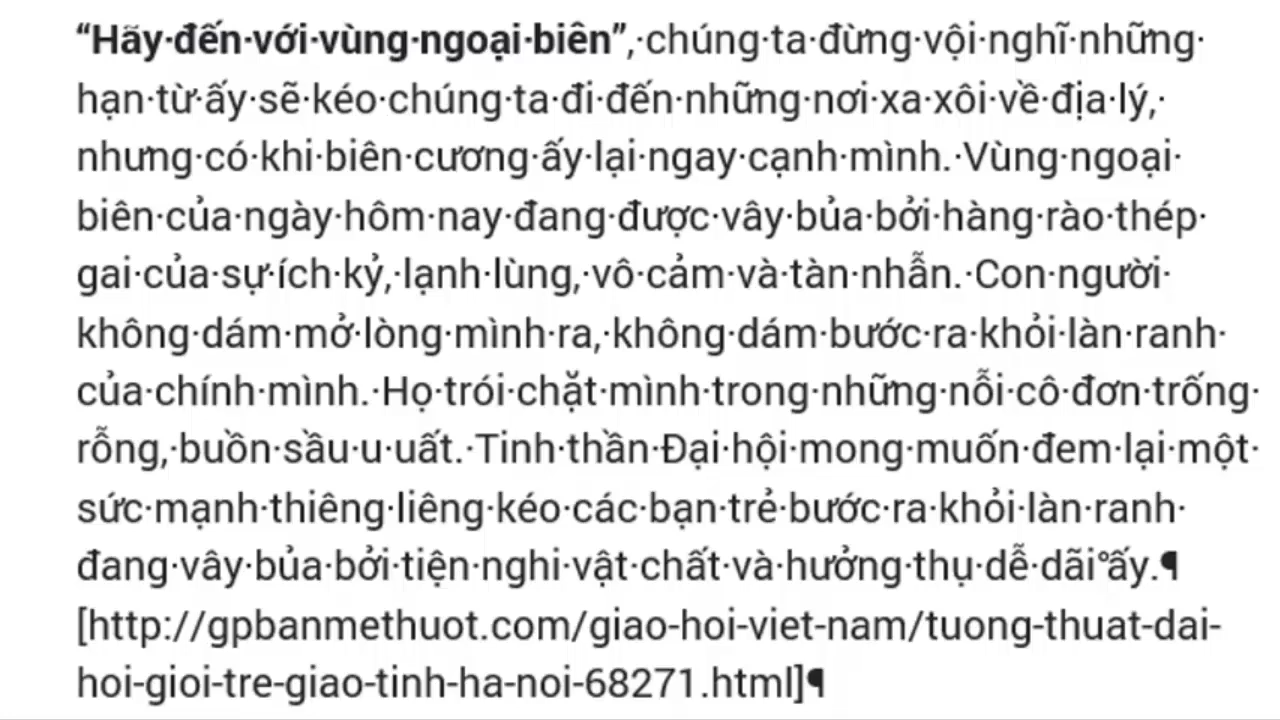 “Hãy đến với vùng ngoại biên”, chúng ta đừng vội nghĩ những
hạn từ ấy sẽ kéo chúng ta đi đến những nơi xa xôi về địa lý,
nhưng có khi biên cương ấy lại ngay cạnh mình. Vùng ngoại
biên của ngày hôm nay đang được vây bủa bởi hàng rào thép
gai của sự ích kỷ, lạnh lùng, vô cảm và tàn nhẫn. Con người
không dám mở lòng mình ra, không dám bước ra khỏi làn ranh
của chính mình. Họ trói chặt mình trong những nỗi cô đơn trống
rỗng, buồn sầu u uất. Tinh thần Đại hội mong muốn đem lại một
sức mạnh thiêng liêng kéo các bạn trẻ bước ra khỏi làn ranh
đang vây bủa bởi tiện nghi vật chất và hưởng thụ dễ dãi ấy.¶
[http://gpbanmethuot.com/giao-hoi-viet-nam/tuong-thuat-dai-
hoi-gioi-tre-giao-tinh-ha-noi-68271.html]¶